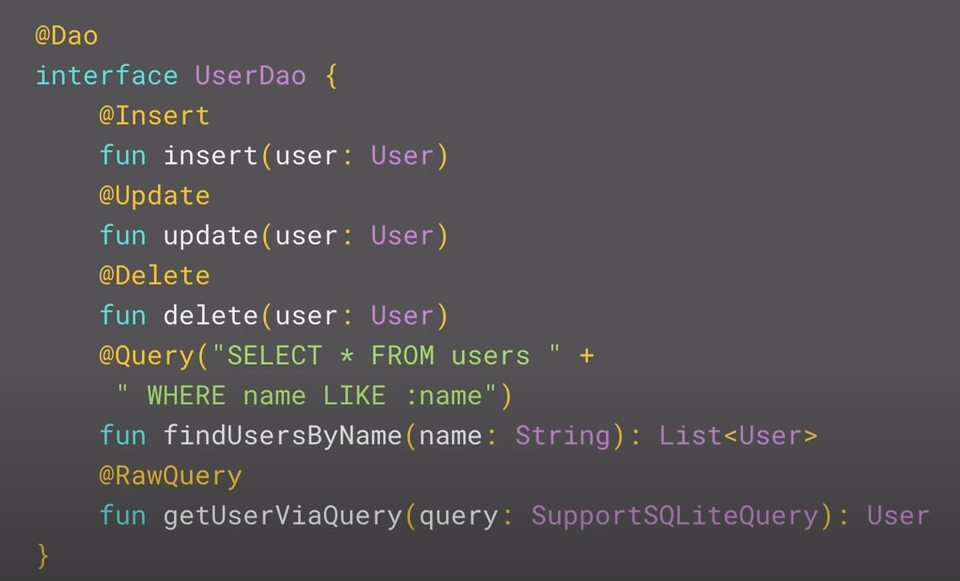 @Dao
interface UserDao {
    @Insert
    fun insert(user: User)
    @Update
    fun update(user: User)
    @Delete
    fun delete(user: User)
    @Query("SELECT * FROM users " +
     " WHERE name LIKE :name")
    fun findUsersByName(name: String): List<User>
    @RawQuery
    fun getUserViaQuery(query: SupportSQLiteQuery): User
}